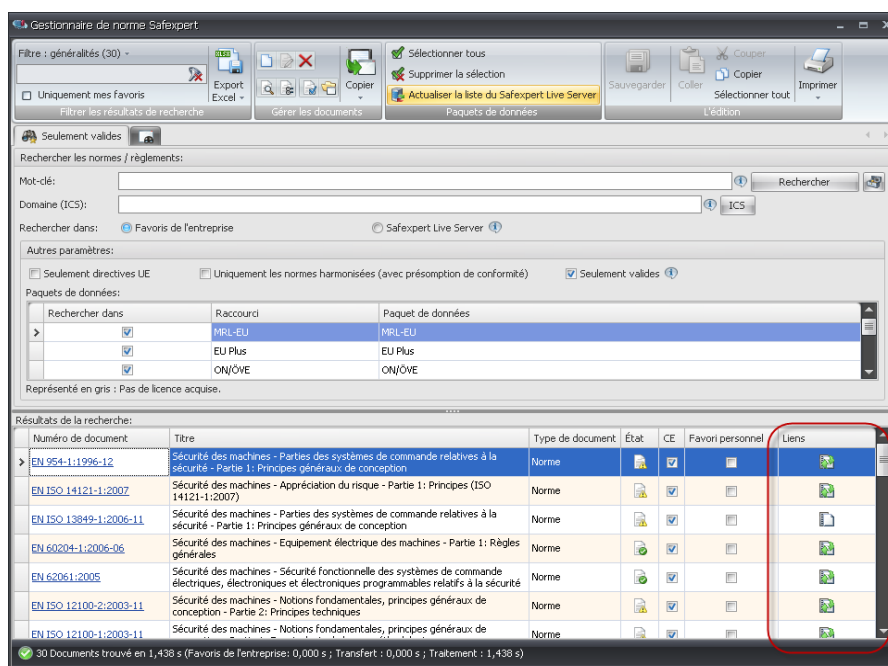 Gestionnaire de norme Safexpert
Filtre : généralités (30)
Uniquement mes favoris
Filtrer les résultats de recherche
Export
Excel
Gérer les documents
Copier
Sélectionner tous
Supprimer la sélection
Actualiser la liste du Safexpert Live Server
Paquets de données
Sauvegarder
Coller
Couper
Copier
Sélectionner tout
L'édition
Imprimer
Seulement valides
Rechercher les normes / règlements:
Mot-clé:
Rechercher
Domaine (ICS):
ICS
Rechercher dans: Favoris de l'entreprise Safexpert Live Server
Autres paramètres:
Seulement directives UE Uniquement les normes harmonisées (avec présomption de conformité) Seulement valides
Paquets de données:
Rechercher dans Raccourci Paquet de données
MRL-EU MRL-EU
EU Plus EU Plus
ON/ÖVE ON/ÖVE
Représenté en gris : Pas de licence acquise.
Résultats de la recherche:
Numéro de document Titre Type de document État CE Favori personnel Liens
EN 954-1:1996-12 Sécurité des machines - Parties des systèmes de commande relatives à la
sécurité - Partie 1: Principes généraux de conception Norme
EN ISO 14121-1:2007 Sécurité des machines - Appréciation du risque - Partie 1: Principes (ISO
14121-1:2007) Norme
EN ISO 13849-1:2006-11 Sécurité des machines - Parties des systèmes de commande relatives à la
sécurité - Partie 1: Principes généraux de conception Norme
EN 60204-1:2006-06 Sécurité des machines - Equipement électrique des machines - Partie 1: Règles
générales Norme
EN 62061:2005 Sécurité des machines - Sécurité fonctionnelle des systèmes de commande
électriques, électroniques et électroniques programmables relatifs à la sécurité Norme
EN ISO 12100-2:2003-11 Sécurité des machines - Notions fondamentales, principes généraux de
conception - Partie 2: Principes techniques Norme
EN ISO 12100-1:2003-11 Sécurité des machines - Notions fondamentales, principes généraux de
Norme
30 Documents trouvé en 1,438 s (Favoris de l'entreprise: 0,000 s ; Transfert : 0,000 s ; Traitement : 1,438 s)